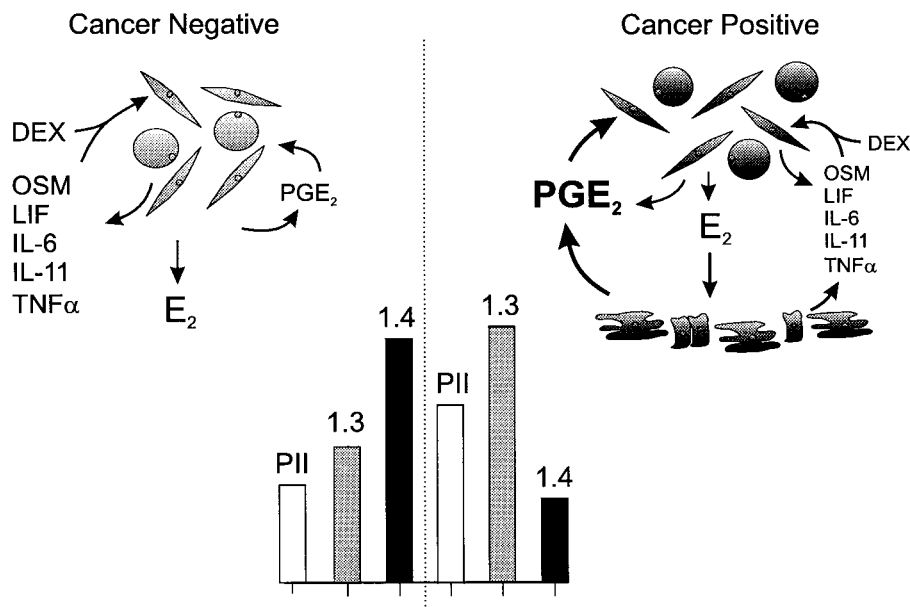 Cancer Negative
DEX
OSM
LIF
IL-6
IL-11
TNFα
PGE₂
E₂
PII
1.3
1.4
Cancer Positive
PGE₂
DEX
OSM
LIF
IL-6
IL-11
TNFα
E₂
PII
1.3
1.4